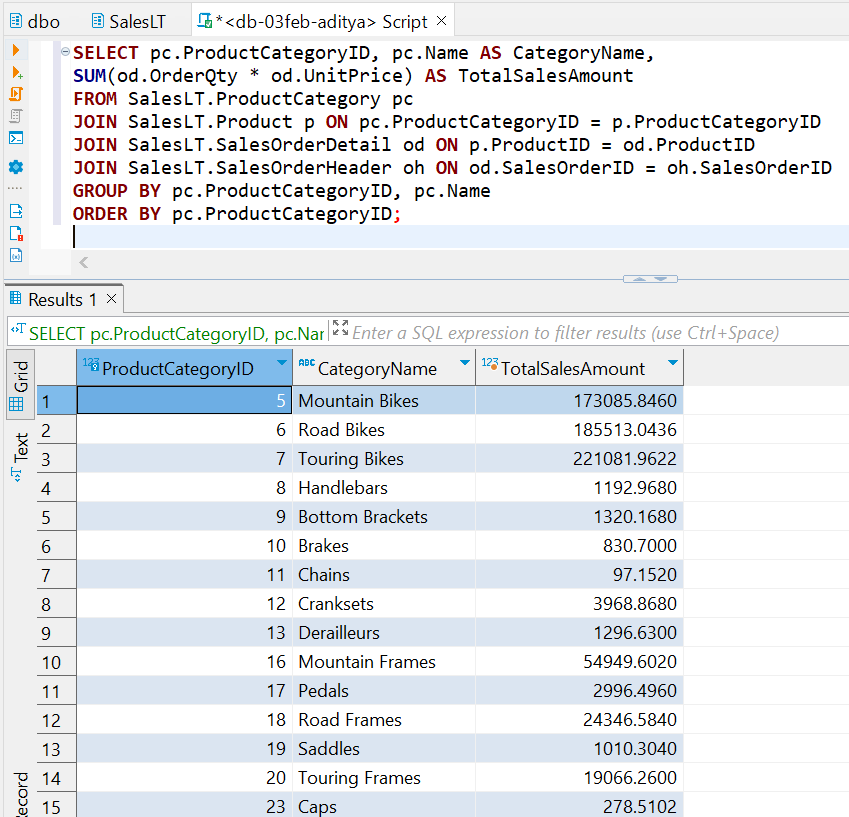 dbo SalesLT *<db-03feb-aditya> Script
SELECT pc.ProductCategoryID, pc.Name AS CategoryName,
SUM(od.OrderQty * od.UnitPrice) AS TotalSalesAmount
FROM SalesLT.ProductCategory pc
JOIN SalesLT.Product p ON pc.ProductCategoryID = p.ProductCategoryID
JOIN SalesLT.SalesOrderDetail od ON p.ProductID = od.ProductID
JOIN SalesLT.SalesOrderHeader oh ON od.SalesOrderID = oh.SalesOrderID
GROUP BY pc.ProductCategoryID, pc.Name
ORDER BY pc.ProductCategoryID;
Results 1
SELECT pc.ProductCategoryID, pc.Nar Enter a SQL expression to filter results (use Ctrl+Space)
Grid
Text
ecord
123 ProductCategoryID ABC CategoryName 123 TotalSalesAmount
1 5 Mountain Bikes 173085.8460
2 6 Road Bikes 185513.0436
3 7 Touring Bikes 221081.9622
4 8 Handlebars 1192.9680
5 9 Bottom Brackets 1320.1680
6 10 Brakes 830.7000
7 11 Chains 97.1520
8 12 Cranksets 3968.8680
9 13 Derailleurs 1296.6300
10 16 Mountain Frames 54949.6020
11 17 Pedals 2996.4960
12 18 Road Frames 24346.5840
13 19 Saddles 1010.3040
14 20 Touring Frames 19066.2600
15 23 Caps 278.5102